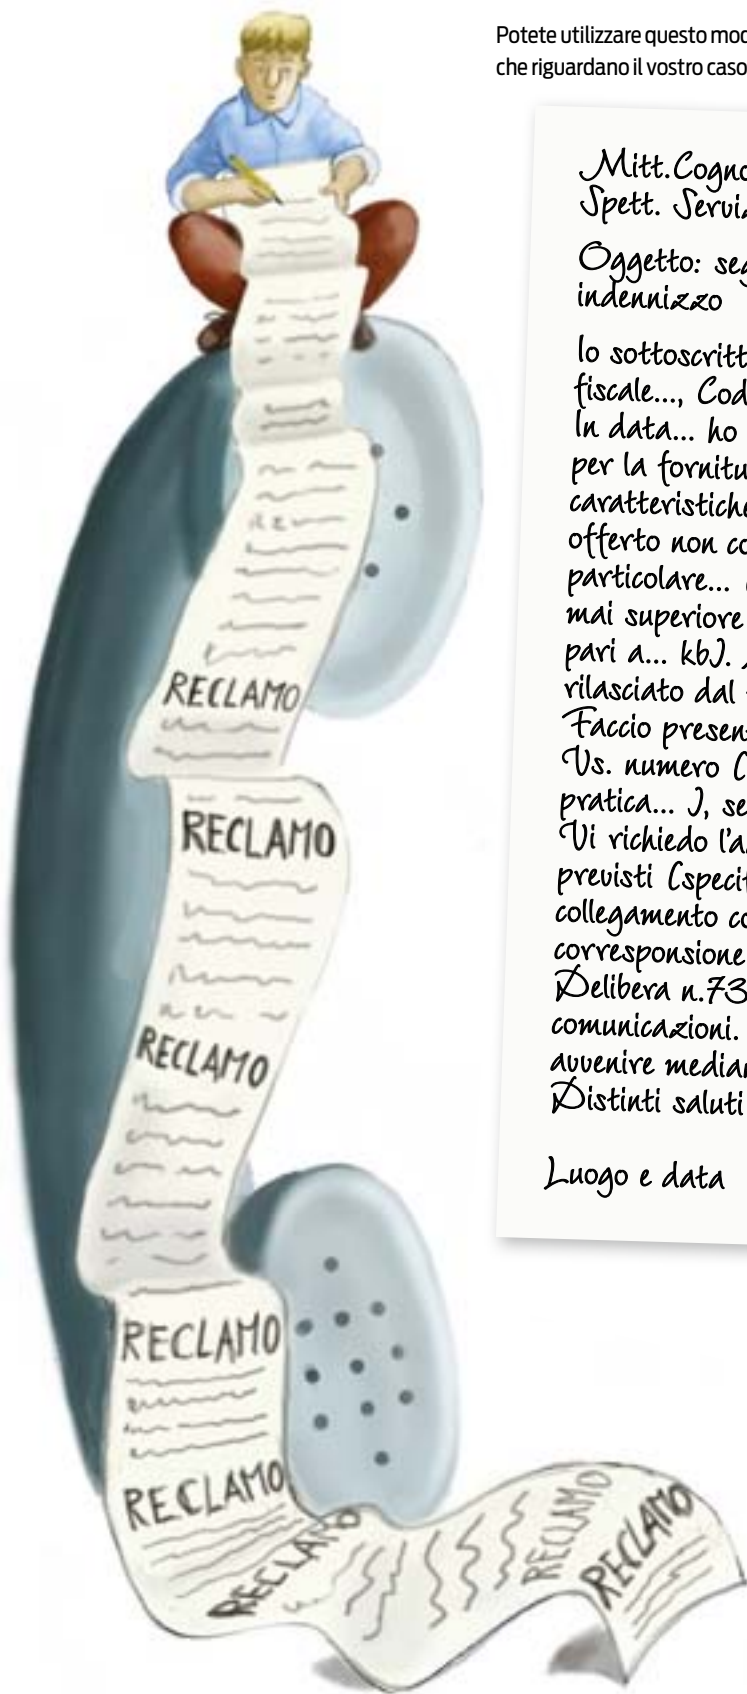 Potete utilizzare questo mod
che riguardano il vostro caso
Mitt.Cogno
Spett. Serviz
Oggetto: seg
indennizzo
Io sottoscritt
fiscale..., Cod
In data... ho
per la fornitu
caratteristiche
offerto non co
particolare...
mai superiore
pari a... kb).
rilasciato dal
Faccio presen
Vs. numero (
pratica... ), se
Vi richiedo l'a
previsti (specif
collegamento co
corresponsione
Delibera n.73
comunicazioni.
avvenire median
Distinti saluti
Luogo e data
RECLAMO
RECLAMO
RECLAMO
RECLAMO
RECLAMO
RECLAMO
RECLAMO
RECLAMO